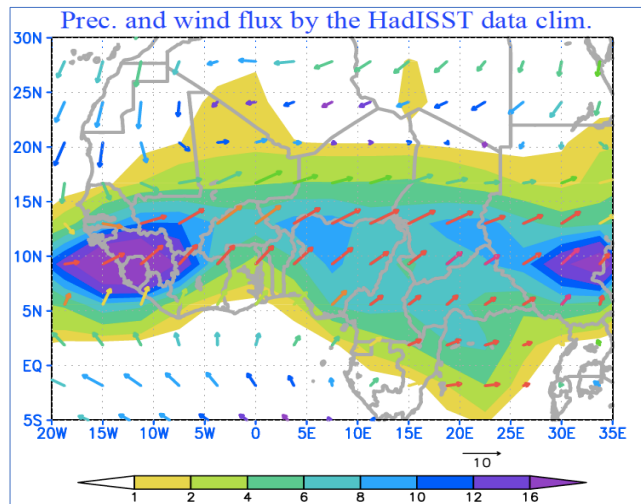 Prec. and wind flux by the HadISST data clim.
30N
25N
20N
15N
10N
5N
EQ
5S
20W 15W 10W 5W 0 5E 10E 15E 20E 25E 30E 35E
10
1 2 4 6 8 10 12 16